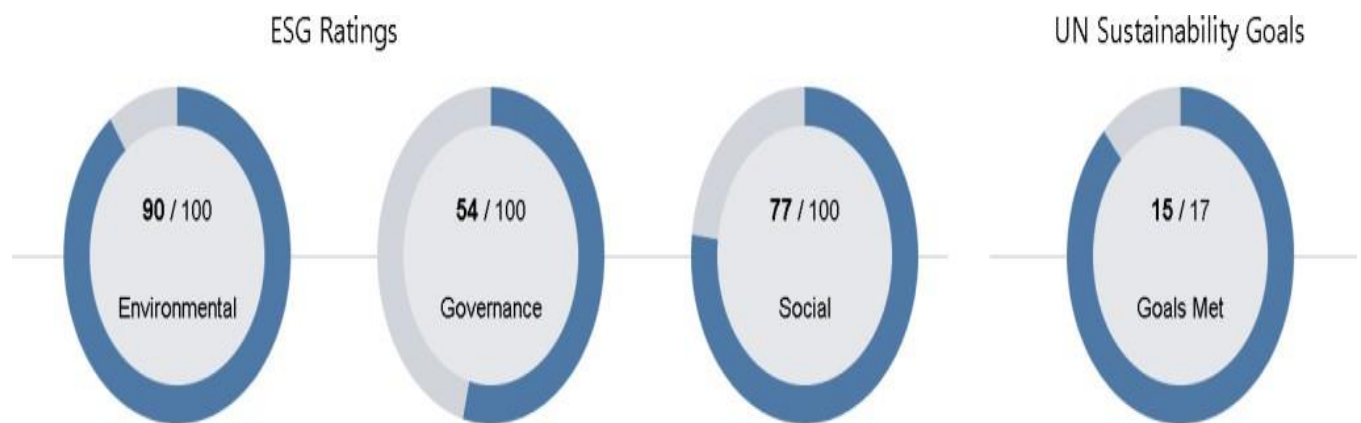 ESG Ratings
UN Sustainability Goals
90 / 100
Environmental
54 / 100
Governance
77 / 100
Social
15 / 17
Goals Met